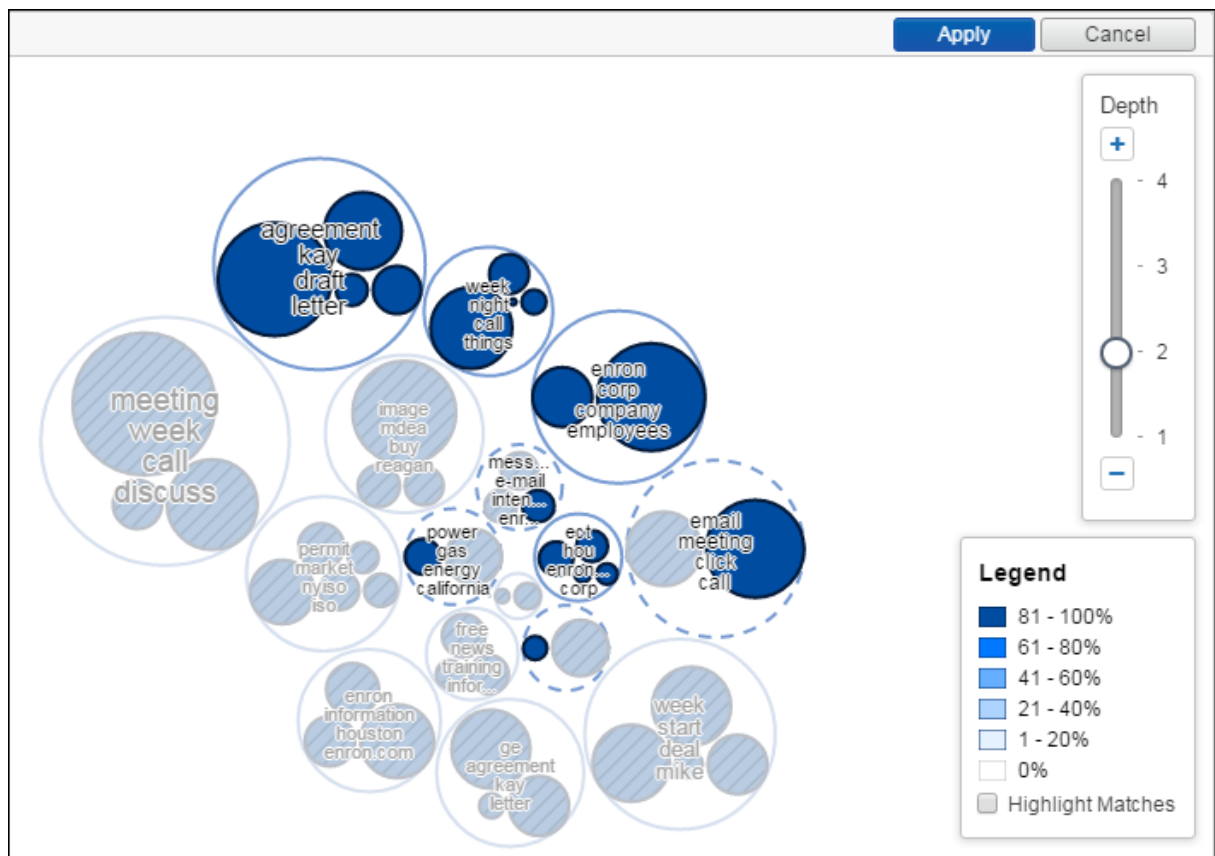 Apply
Cancel
Depth
+
4
3
2
1
−
agreement
kay
draft
letter
week
night
call
things
enron
corp
company
employees
meeting
week
call
discuss
image
mdea
buy
reagan
mess...
e-mail
inten...
enr...
power
gas
energy
california
ect
hou
enron...
corp
email
meeting
click
call
permit
market
nyiso
iso
free
news
training
infor...
enron
information
houston
enron.com
ge
agreement
kay
letter
week
start
deal
mike
Legend
81 - 100%
61 - 80%
41 - 60%
21 - 40%
1 - 20%
0%
Highlight Matches